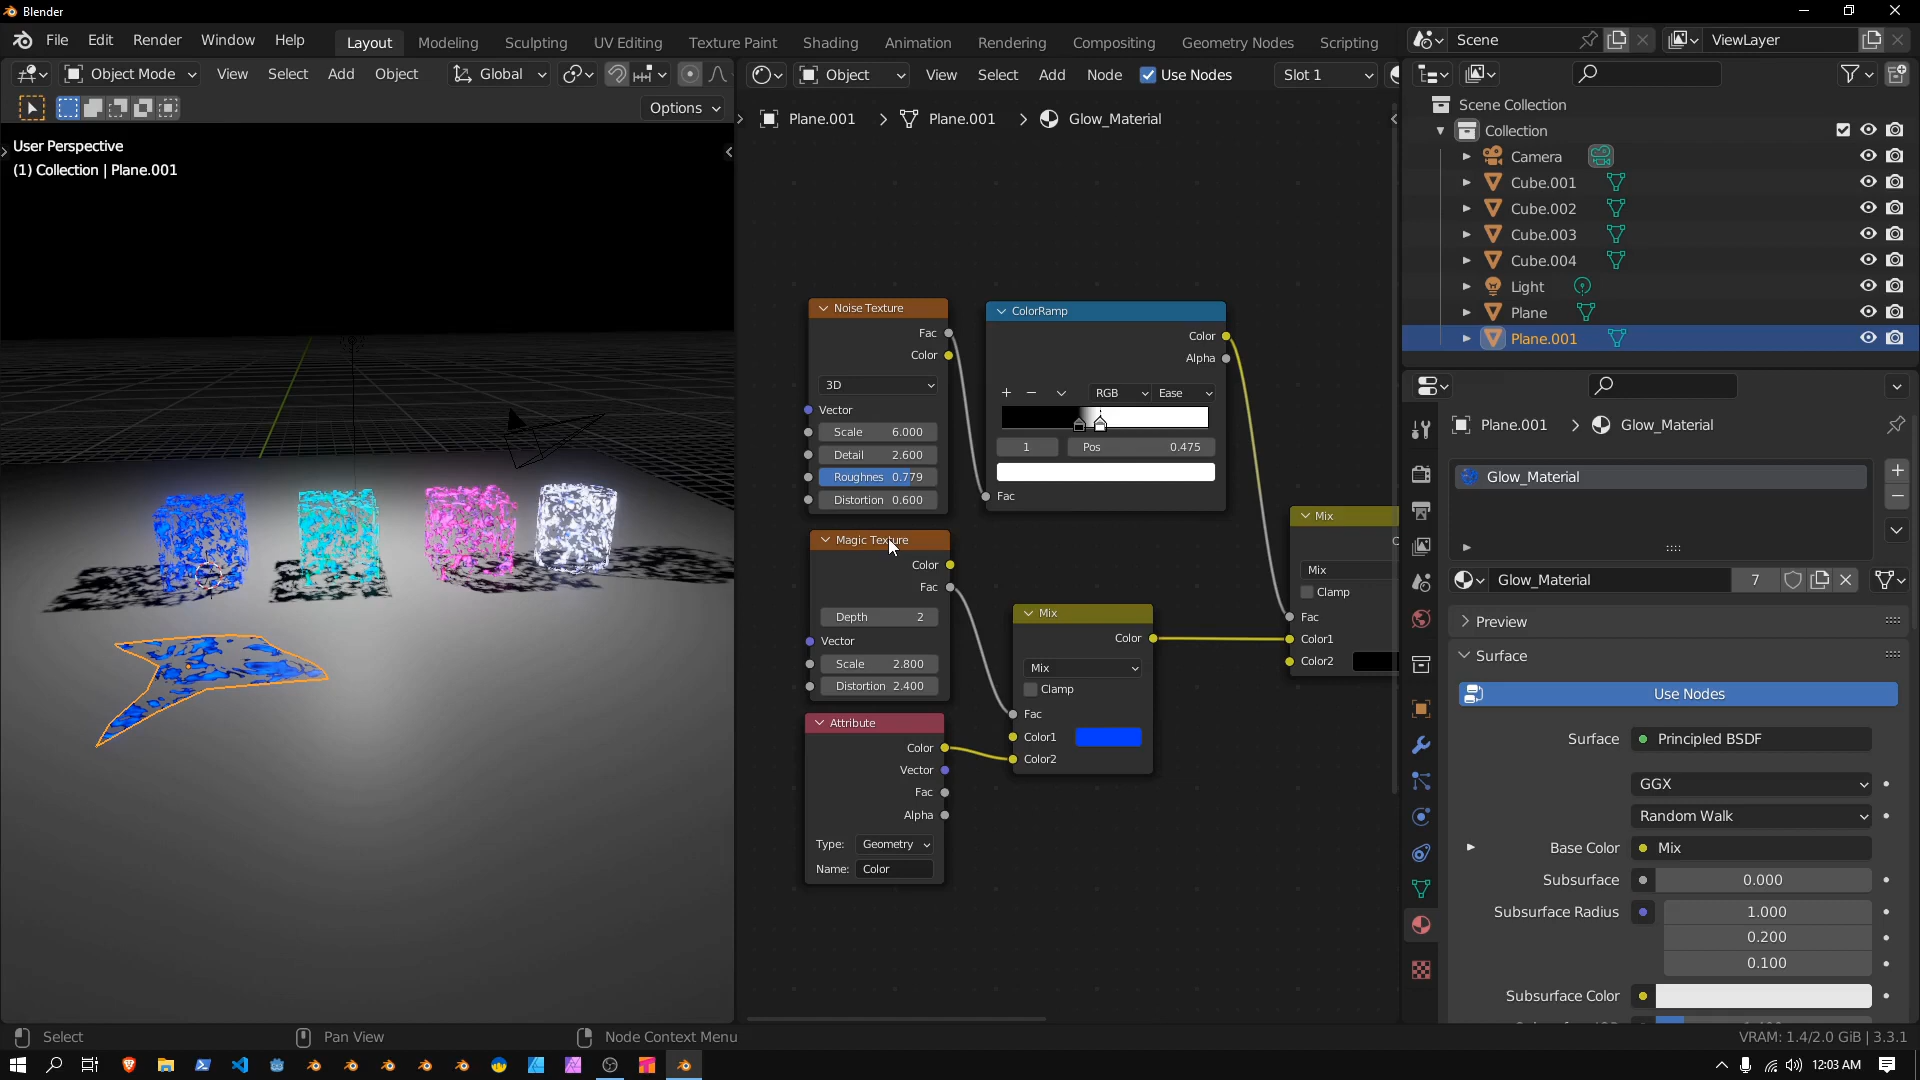 Blender
File Edit Render Window Help
Layout Modeling Sculpting UV Editing Texture Paint Shading Animation Rendering Compositing Geometry Nodes Scripting
Scene
ViewLayer
Object Mode View Select Add Object Global
Object View Select Add Node Use Nodes Slot 1
Options
User Perspective
(1) Collection | Plane.001
Plane.001 > Plane.001 > Glow_Material
Noise Texture
Fac
Color
3D
Vector
Scale 6.000
Detail 2.600
Roughnes 0.779
Distortion 0.600
ColorRamp
Color
Alpha
RGB Ease
1 Pos 0.475
Fac
Magic Texture
Color
Fac
Depth 2
Vector
Scale 2.800
Distortion 2.400
Attribute
Color
Vector
Fac
Alpha
Type: Geometry
Name: Color
Mix
Color
Mix
Clamp
Fac
Color1
Color2
Mix
C
Mix
Clamp
Fac
Color1
Color2
Scene Collection
Collection
Camera
Cube.001
Cube.002
Cube.003
Cube.004
Light
Plane
Plane.001
Plane.001 > Glow_Material
Glow_Material
Glow_Material 7
Preview
Surface
Use Nodes
Surface Principled BSDF
GGX
Random Walk
Base Color Mix
Subsurface 0.000
Subsurface Radius 1.000
0.200
0.100
Subsurface Color
Select Pan View Node Context Menu
VRAM: 1.4/2.0 GiB | 3.3.1
12:03 AM